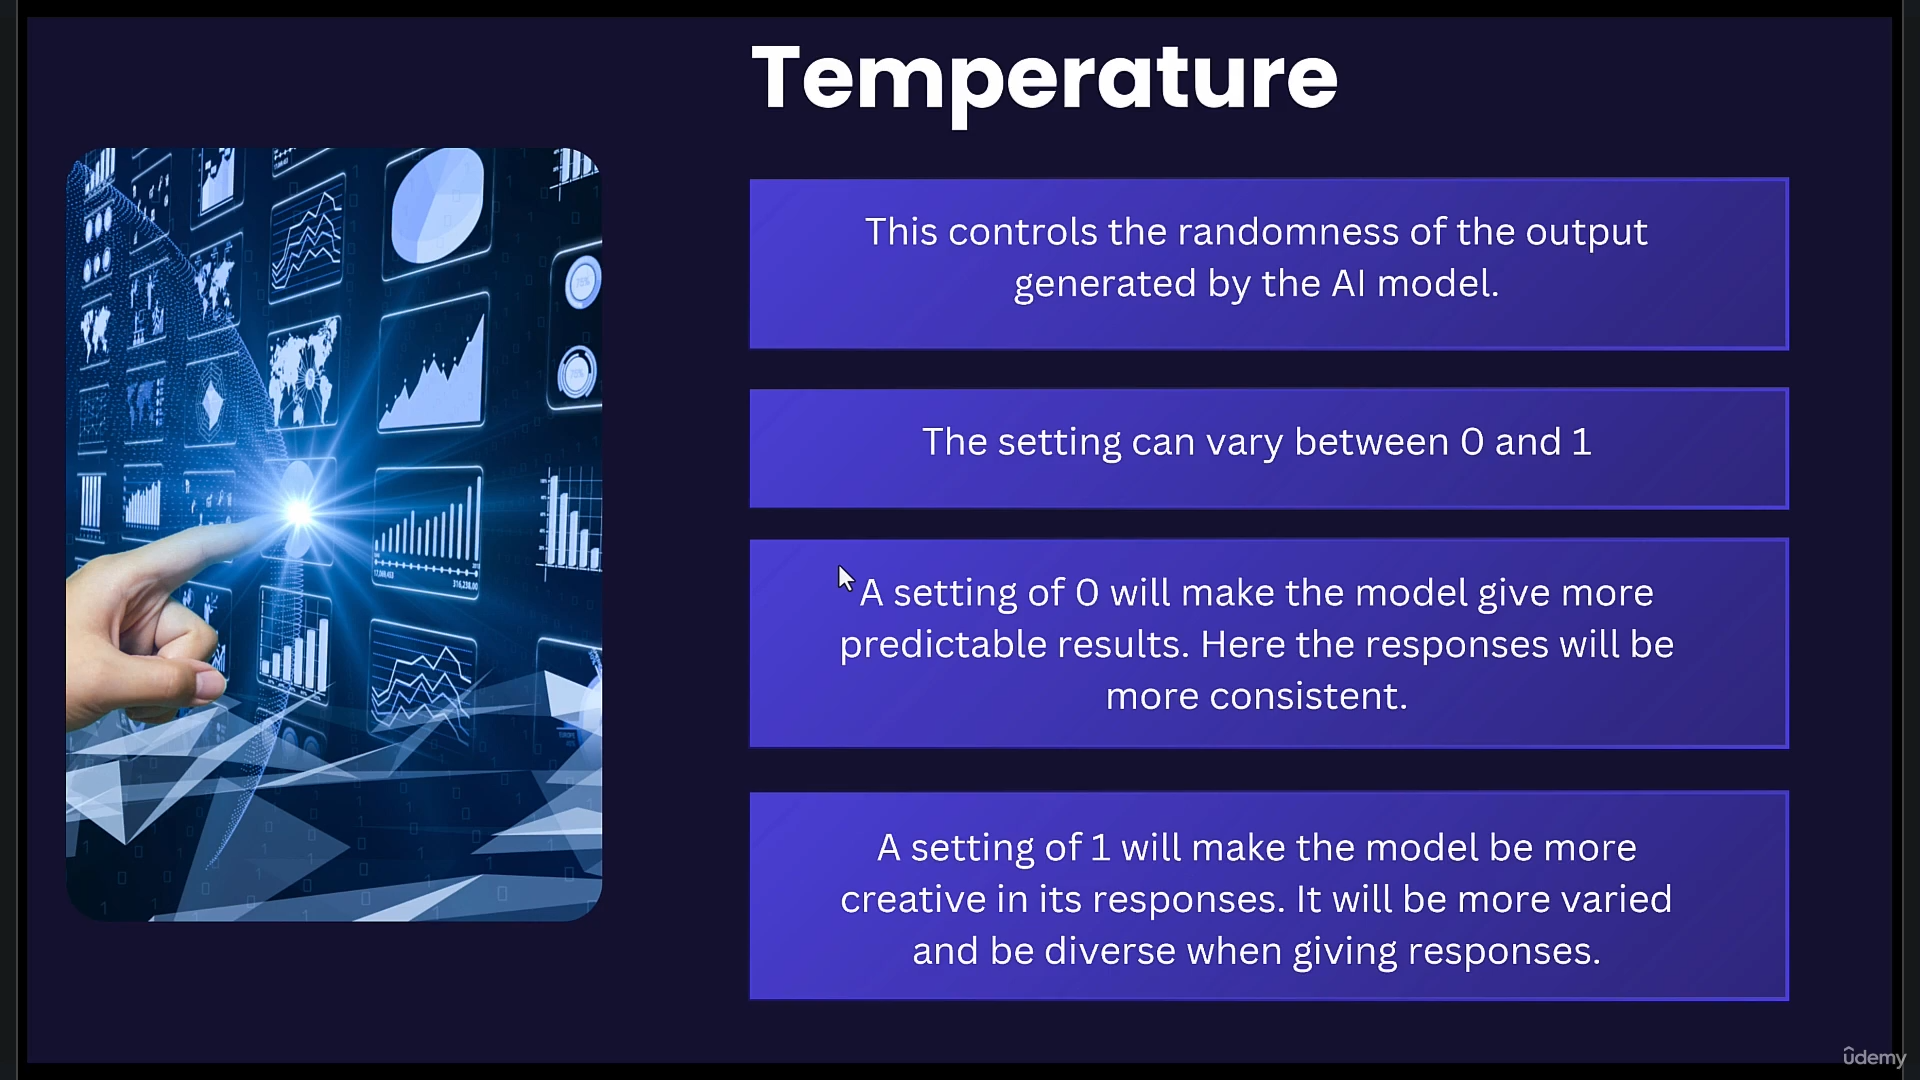 Temperature
This controls the randomness of the output
generated by the AI model.
The setting can vary between 0 and 1
A setting of 0 will make the model give more
predictable results. Here the responses will be
more consistent.
A setting of 1 will make the model be more
creative in its responses. It will be more varied
and be diverse when giving responses.
ûdemy